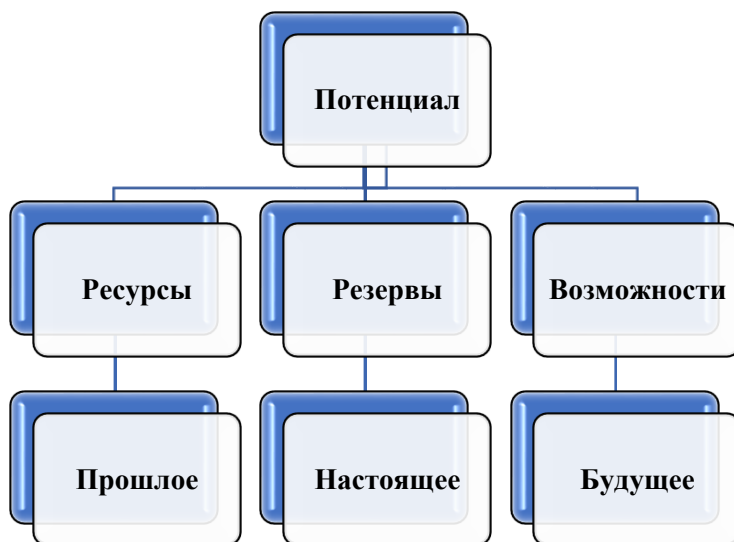 Потенциал
Ресурсы
Резервы
Возможности
Прошлое
Настоящее
Будущее